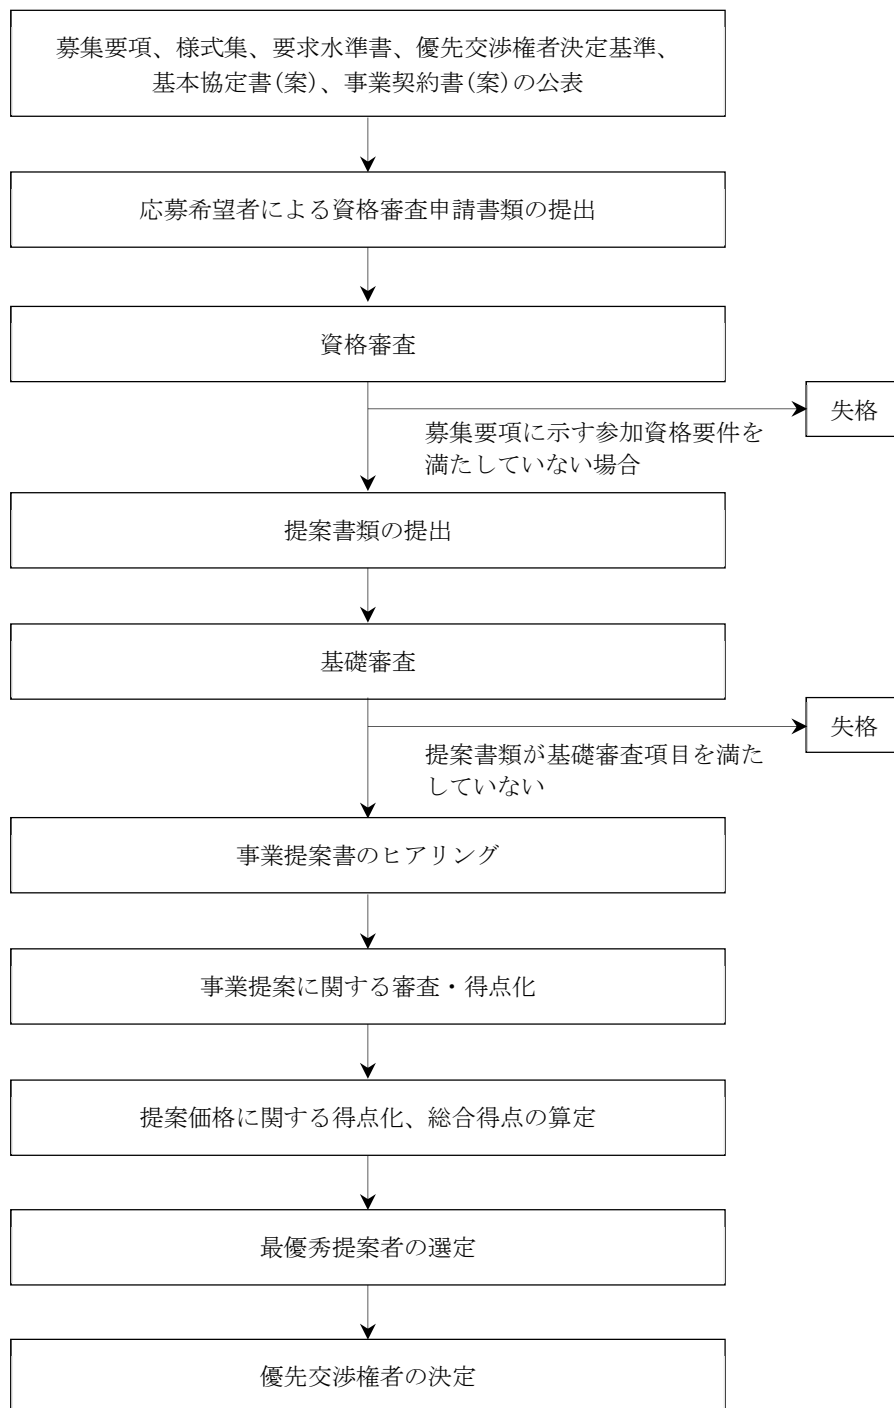 募集要項、様式集、要求水準書、優先交渉権者決定基準、
基本協定書(案)、事業契約書(案)の公表
応募希望者による資格審査申請書類の提出
資格審査
失格
募集要項に示す参加資格要件を
満たしていない場合
提案書類の提出
基礎審査
失格
提案書類が基礎審査項目を満た
していない
事業提案書のヒアリング
事業提案に関する審査・得点化
提案価格に関する得点化、総合得点の算定
最優秀提案者の選定
優先交渉権者の決定